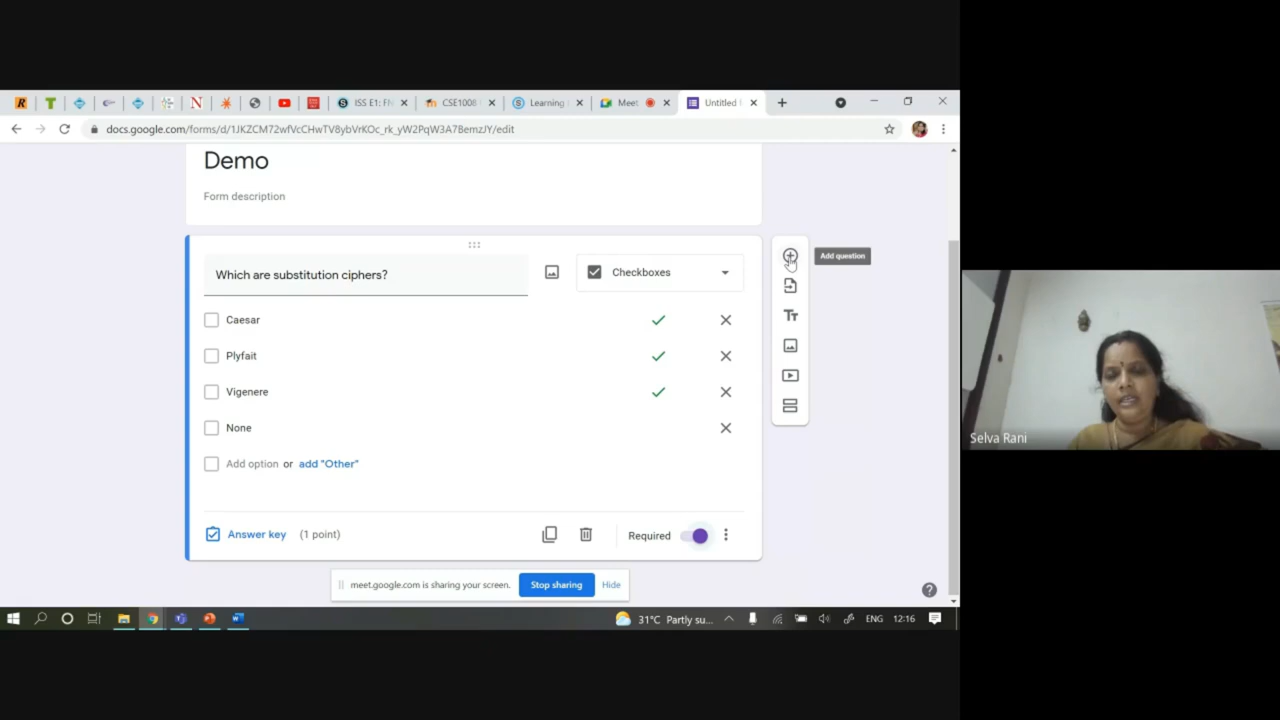 ISS E1: FN
CSE1008
Learning
Meet
Untitled
docs.google.com/forms/d/1JKZCM72wfVcCHwTV8ybVrKOc_rk_yW2PqW3A7BemzJY/edit
Demo
Form description
Which are substitution ciphers?
Checkboxes
Add question
Caesar
Plyfait
Vigenere
None
Add option or add "Other"
Answer key (1 point)
Required
Selva Rani
meet.google.com is sharing your screen. Stop sharing Hide
31°C Partly su... ENG 12:16